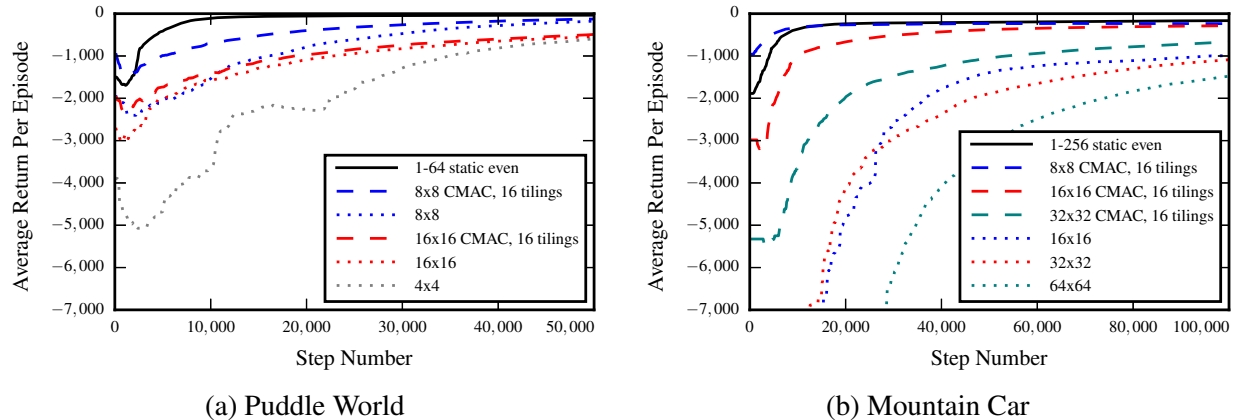 0
−1,000
−2,000
−3,000
−4,000
−5,000
−6,000
−7,000
Average Return Per Episode
0
10,000
20,000
30,000
40,000
50,000
Step Number
1-64 static even
8x8 CMAC, 16 tilings
8x8
16x16 CMAC, 16 tilings
16x16
4x4
(a) Puddle World
0
−1,000
−2,000
−3,000
−4,000
−5,000
−6,000
−7,000
Average Return Per Episode
0
20,000
40,000
60,000
80,000
100,000
Step Number
1-256 static even
8x8 CMAC, 16 tilings
16x16 CMAC, 16 tilings
32x32 CMAC, 16 tilings
16x16
32x32
64x64
(b) Mountain Car